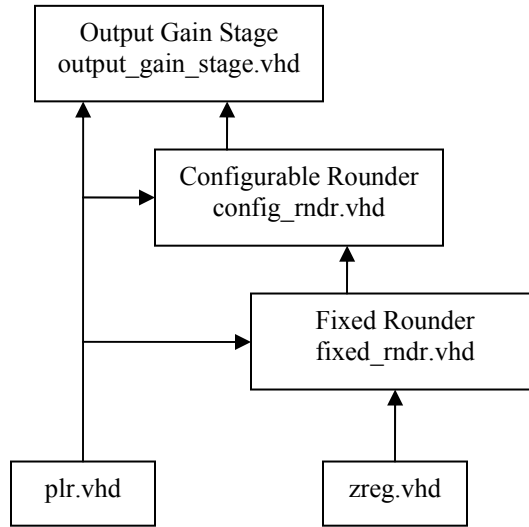 Output Gain Stage
output_gain_stage.vhd
Configurable Rounder
config_rndr.vhd
Fixed Rounder
fixed_rndr.vhd
plr.vhd
zreg.vhd